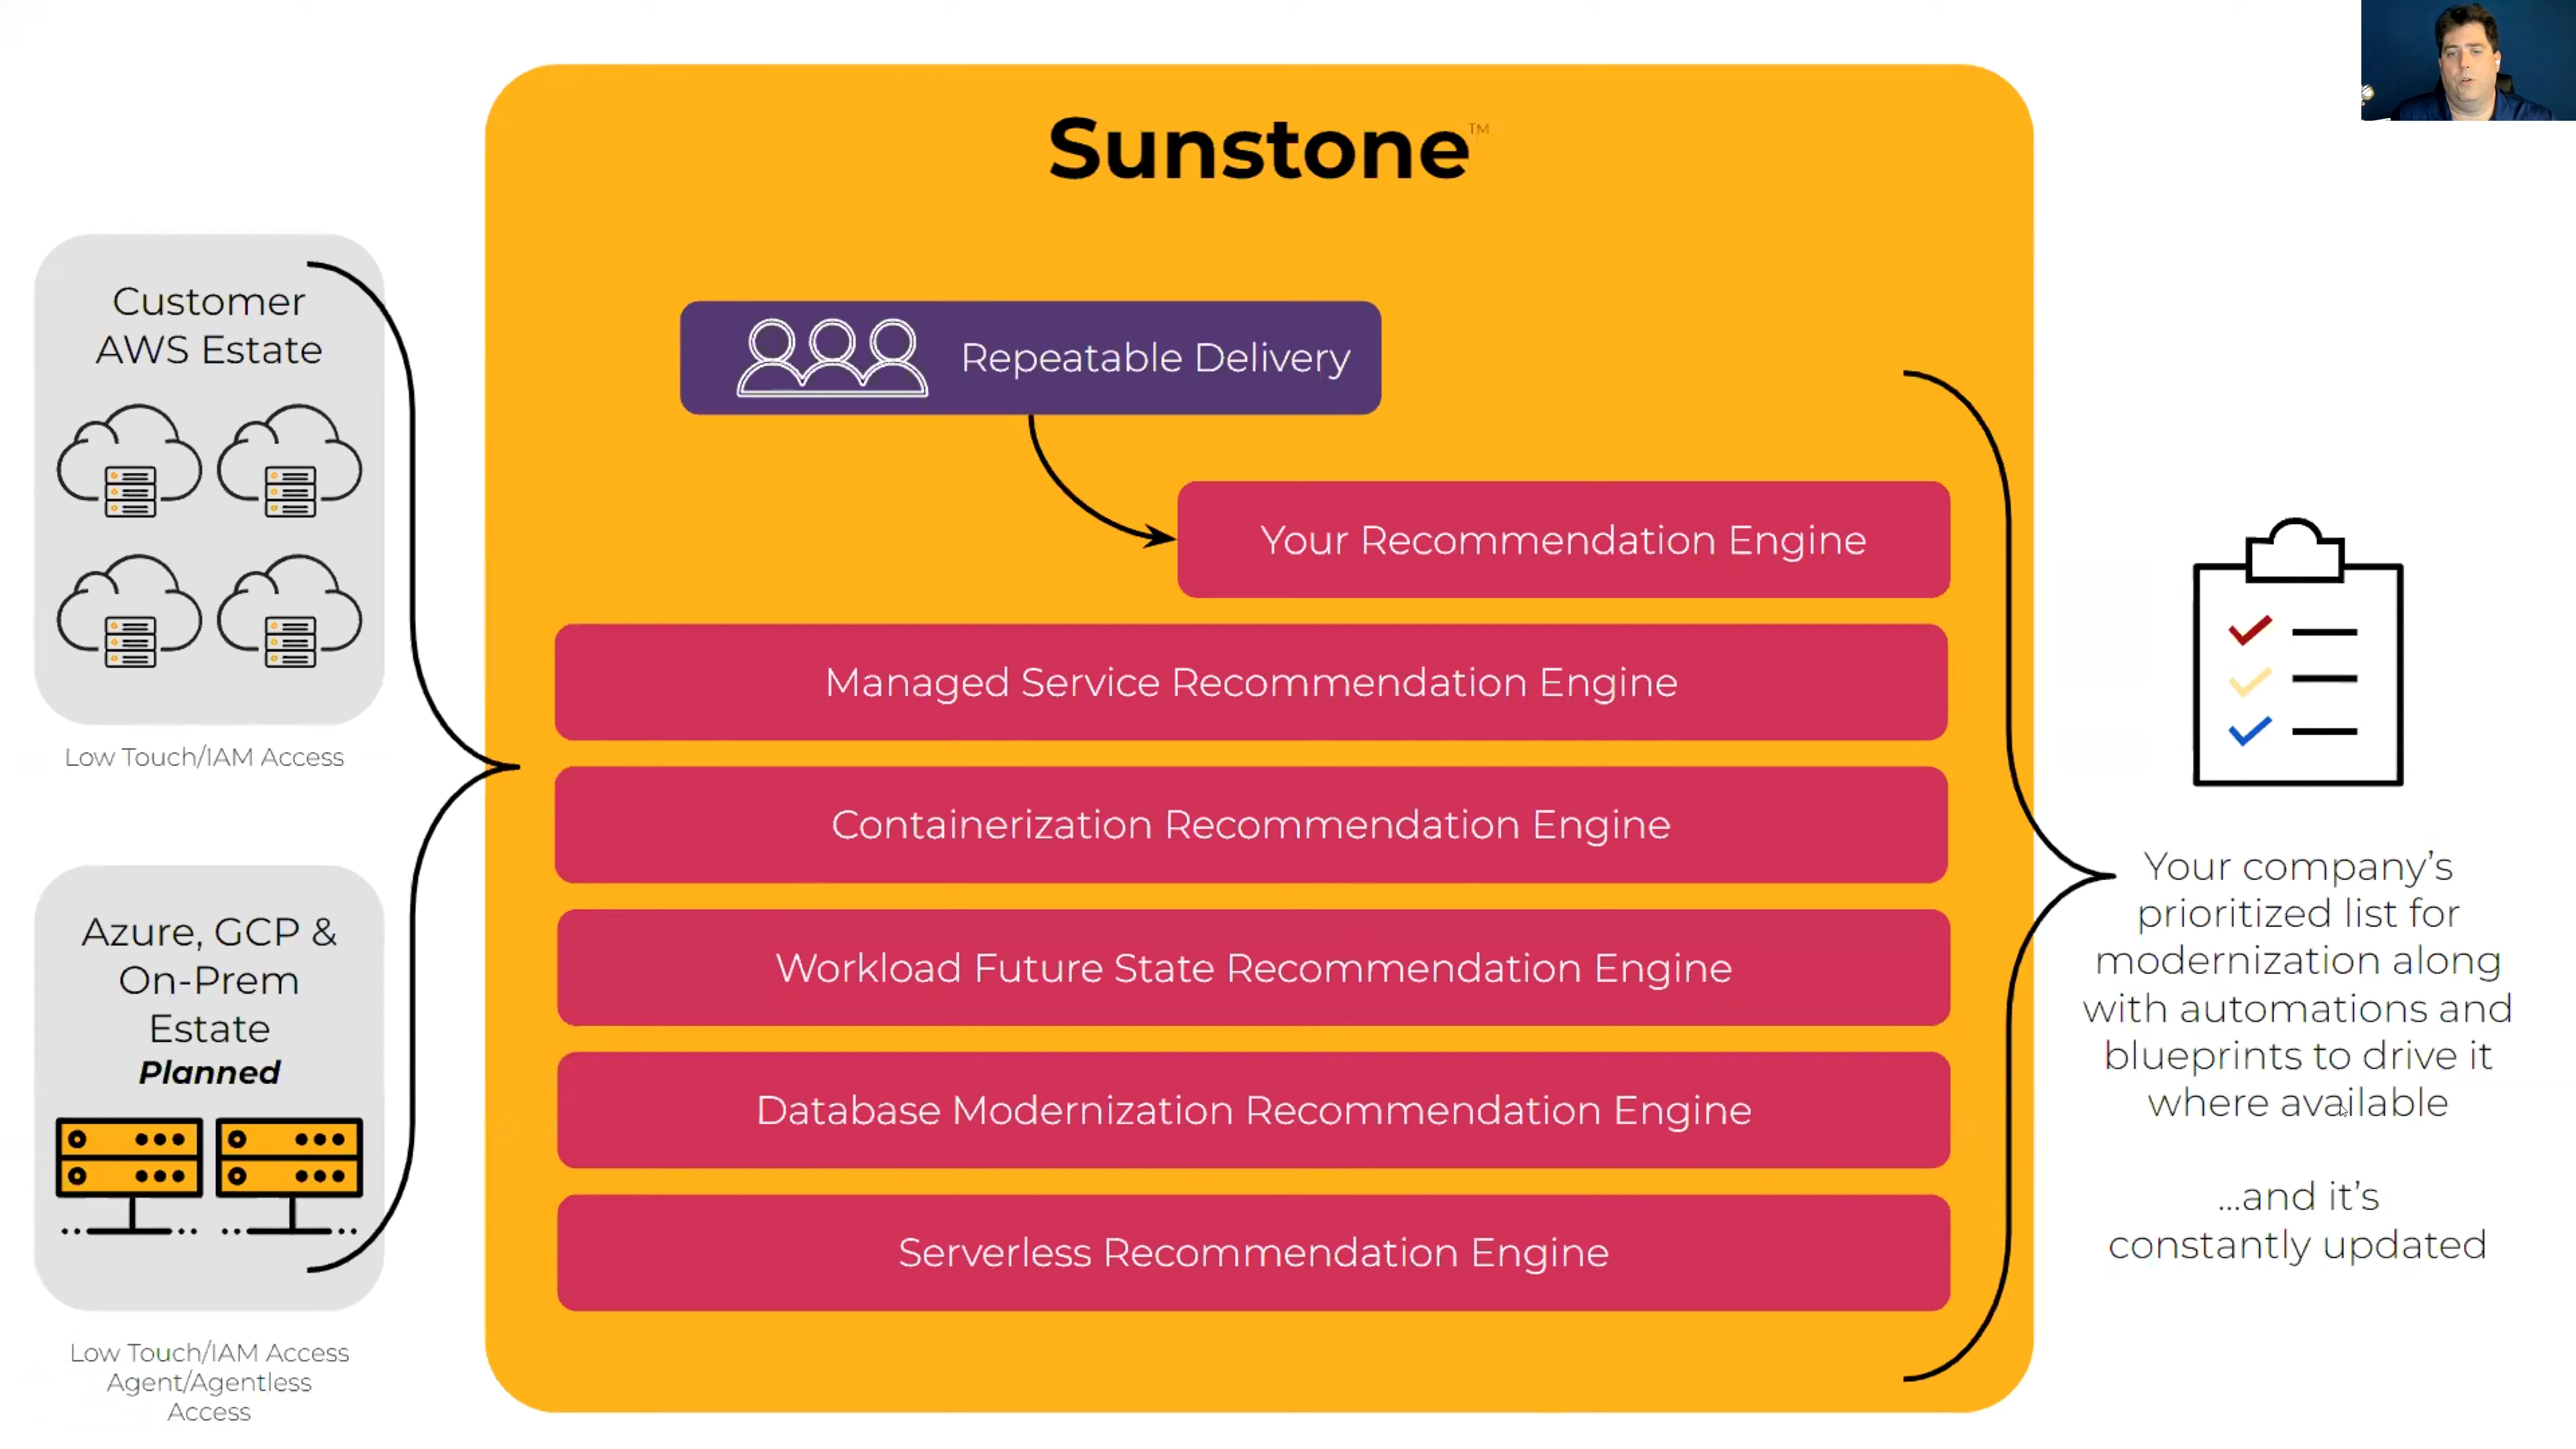 Sunstone™
Customer
AWS Estate
Low Touch/IAM Access
Azure, GCP &
On-Prem
Estate
Planned
Low Touch/IAM Access
Agent/Agentless
Access
Repeatable Delivery
Your Recommendation Engine
Managed Service Recommendation Engine
Containerization Recommendation Engine
Workload Future State Recommendation Engine
Database Modernization Recommendation Engine
Serverless Recommendation Engine
Your company’s
prioritized list for
modernization along
with automations and
blueprints to drive it
where available
...and it’s
constantly updated